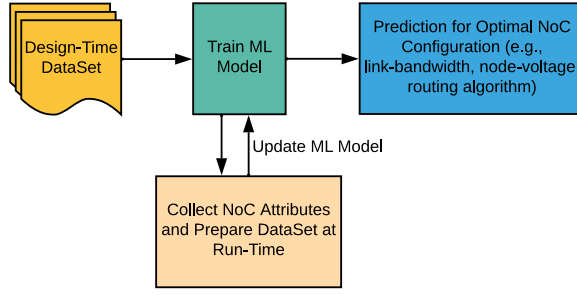 Design-Time
DataSet
Train ML
Model
Prediction for Optimal NoC
Configuration (e.g.,
link-bandwidth, node-voltage
routing algorithm)
Update ML Model
Collect NoC Attributes
and Prepare DataSet at
Run-Time